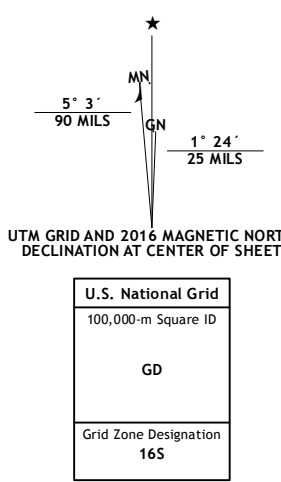 MN
5° 3´
90 MILS
GN
1° 24´
25 MILS
UTM GRID AND 2016 MAGNETIC NORT
DECLINATION AT CENTER OF SHEET
U.S. National Grid
100,000-m Square ID
GD
Grid Zone Designation
16S